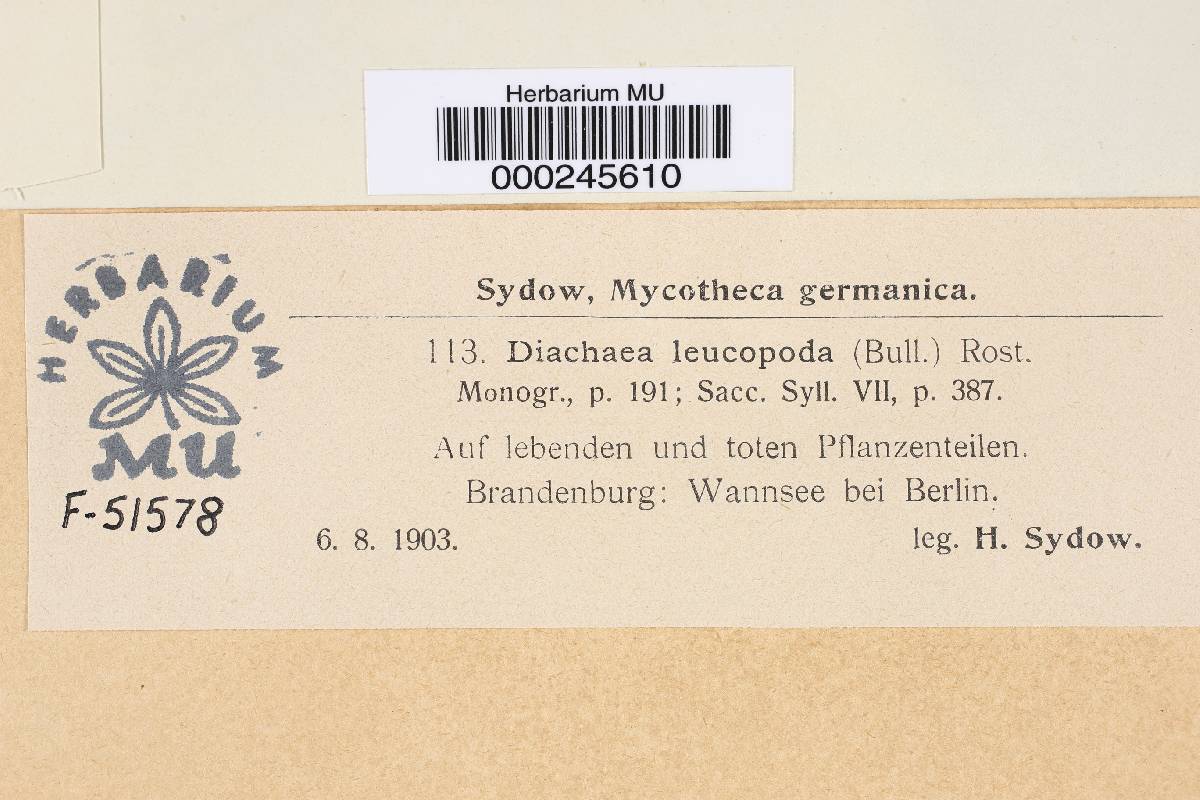 Herbarium MU
000245610
HERBARIUM
MU
F-51578
Sydow, Mycotheca germanica.
113. Diachaea leucopoda (Bull.) Rost.
Monogr., p. 191; Sacc. Syll. VII, p. 387.
Auf lebenden und toten Pflanzenteilen.
Brandenburg: Wannsee bei Berlin.
6. 8. 1903. leg. H. Sydow.